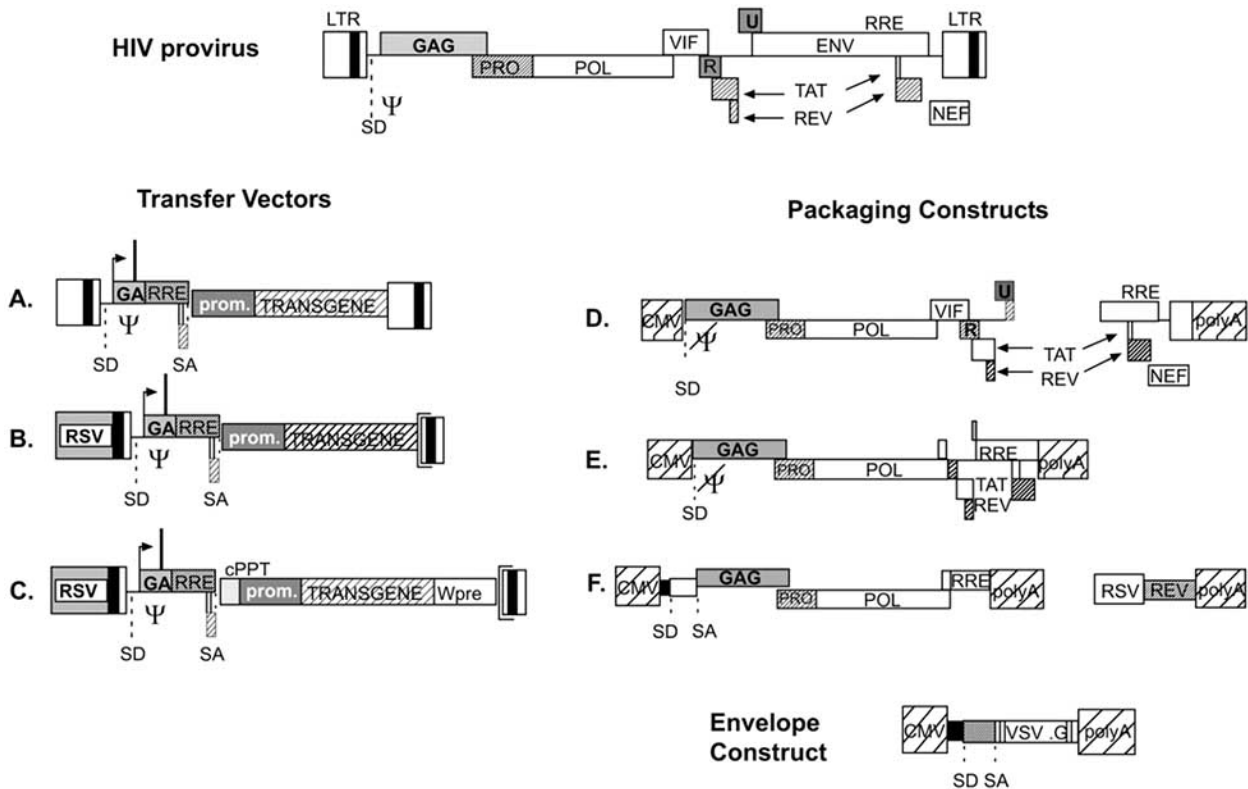 HIV provirus
LTR
GAG
PRO
POL
VIF
R
U
ENV
RRE
LTR
TAT
REV
NEF
Ψ
SD
Transfer Vectors
A.
GA
RRE
prom.
TRANSGENE
Ψ
SD
SA
B.
RSV
GA
RRE
prom.
TRANSGENE
Ψ
SD
SA
C.
RSV
GA
RRE
cPPT
prom.
TRANSGENE
Wpre
Ψ
SD
SA
Packaging Constructs
D.
CMV
GAG
PRO
POL
VIF
R
U
RRE
polyA
Ψ
SD
TAT
REV
NEF
E.
CMV
GAG
PRO
POL
RRE
polyA
Ψ
SD
TAT
REV
F.
CMV
GAG
PRO
POL
RRE
polyA
SD
SA
RSV
REV
polyA
Envelope
Construct
CMV
VSV .G
polyA
SD
SA